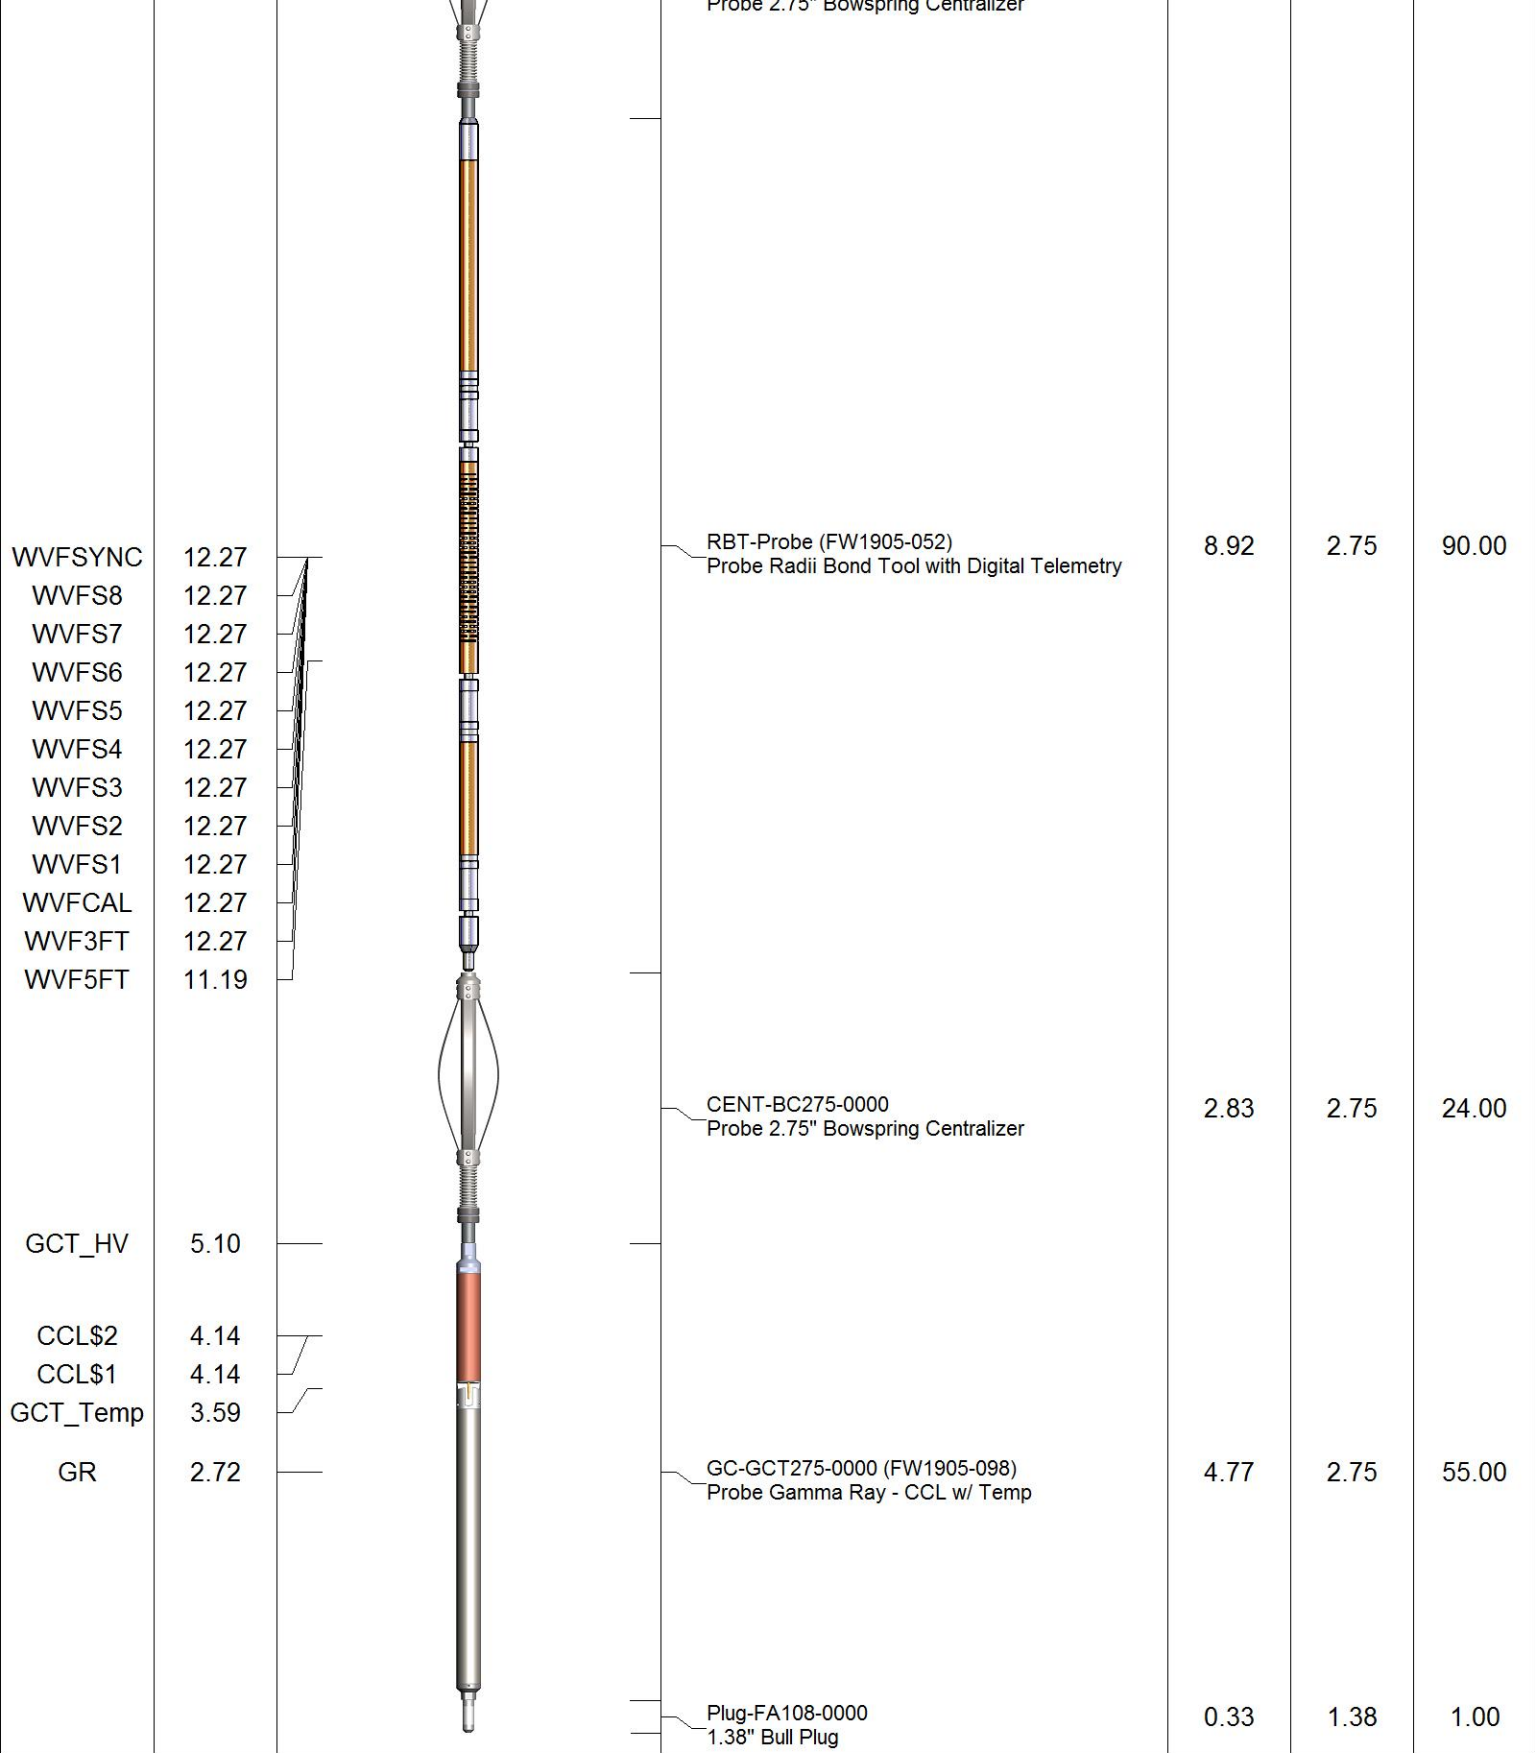 Probe 2.75" Bowspring Centralizer
RBT-Probe (FW1905-052) 8.92 2.75 90.00
Probe Radii Bond Tool with Digital Telemetry
WVFSYNC 12.27
WVFS8 12.27
WVFS7 12.27
WVFS6 12.27
WVFS5 12.27
WVFS4 12.27
WVFS3 12.27
WVFS2 12.27
WVFS1 12.27
WVFCAL 12.27
WVF3FT 12.27
WVF5FT 11.19
CENT-BC275-0000 2.83 2.75 24.00
Probe 2.75" Bowspring Centralizer
GCT_HV 5.10
CCL$2 4.14
CCL$1 4.14
GCT_Temp 3.59
GR 2.72
GC-GCT275-0000 (FW1905-098) 4.77 2.75 55.00
Probe Gamma Ray - CCL w/ Temp
Plug-FA108-0000 0.33 1.38 1.00
1.38" Bull Plug